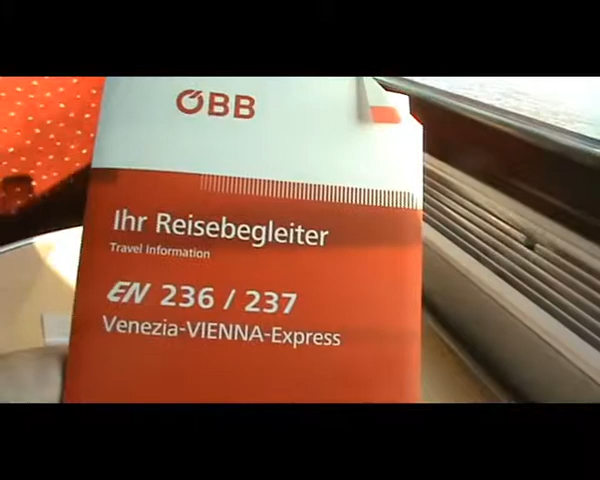 ÖBB
Ihr Reisebegleiter
Travel Information
EN 236 / 237
Venezia-VIENNA-Express